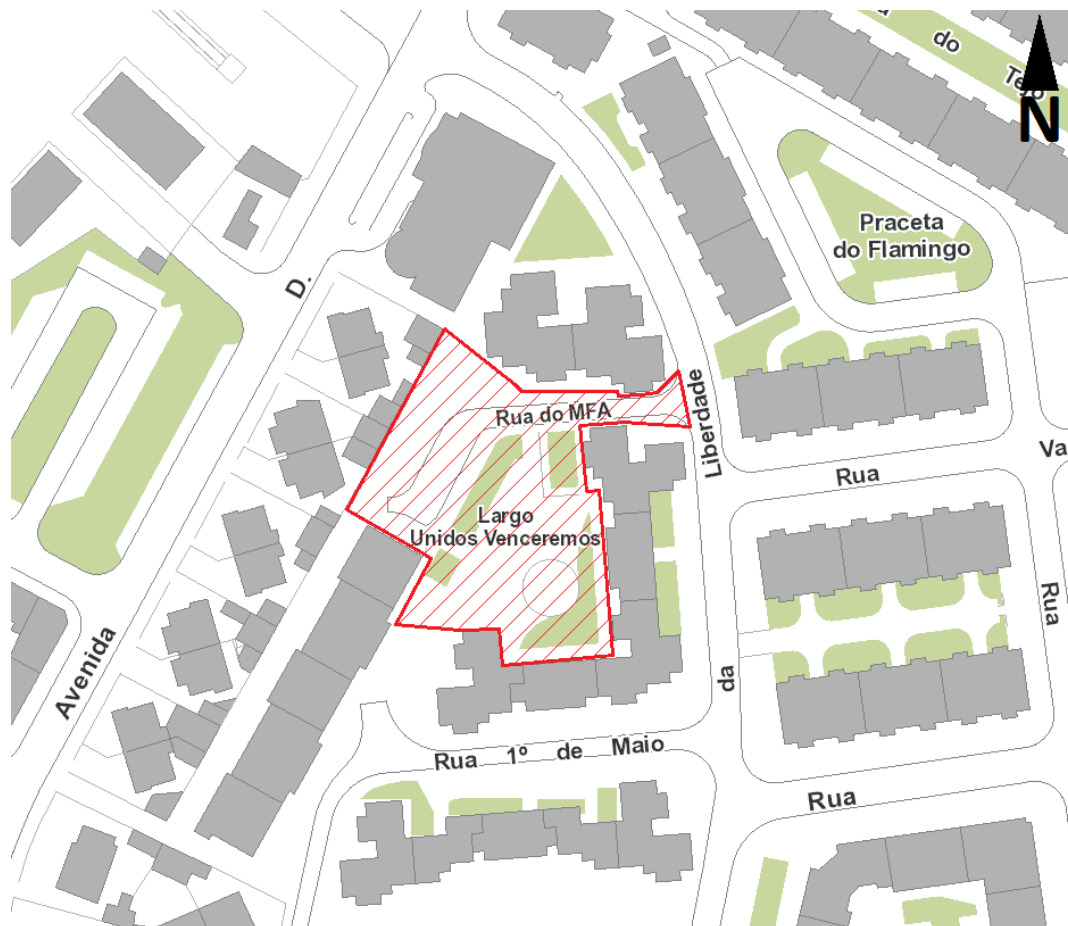 do
Tejo
N
Praceta
do Flamingo
D.
Rua do MFA
Liberdade
Va
Rua
Largo
Unidos Venceremos
Rua
Avenida
da
Rua 1º de Maio
Rua